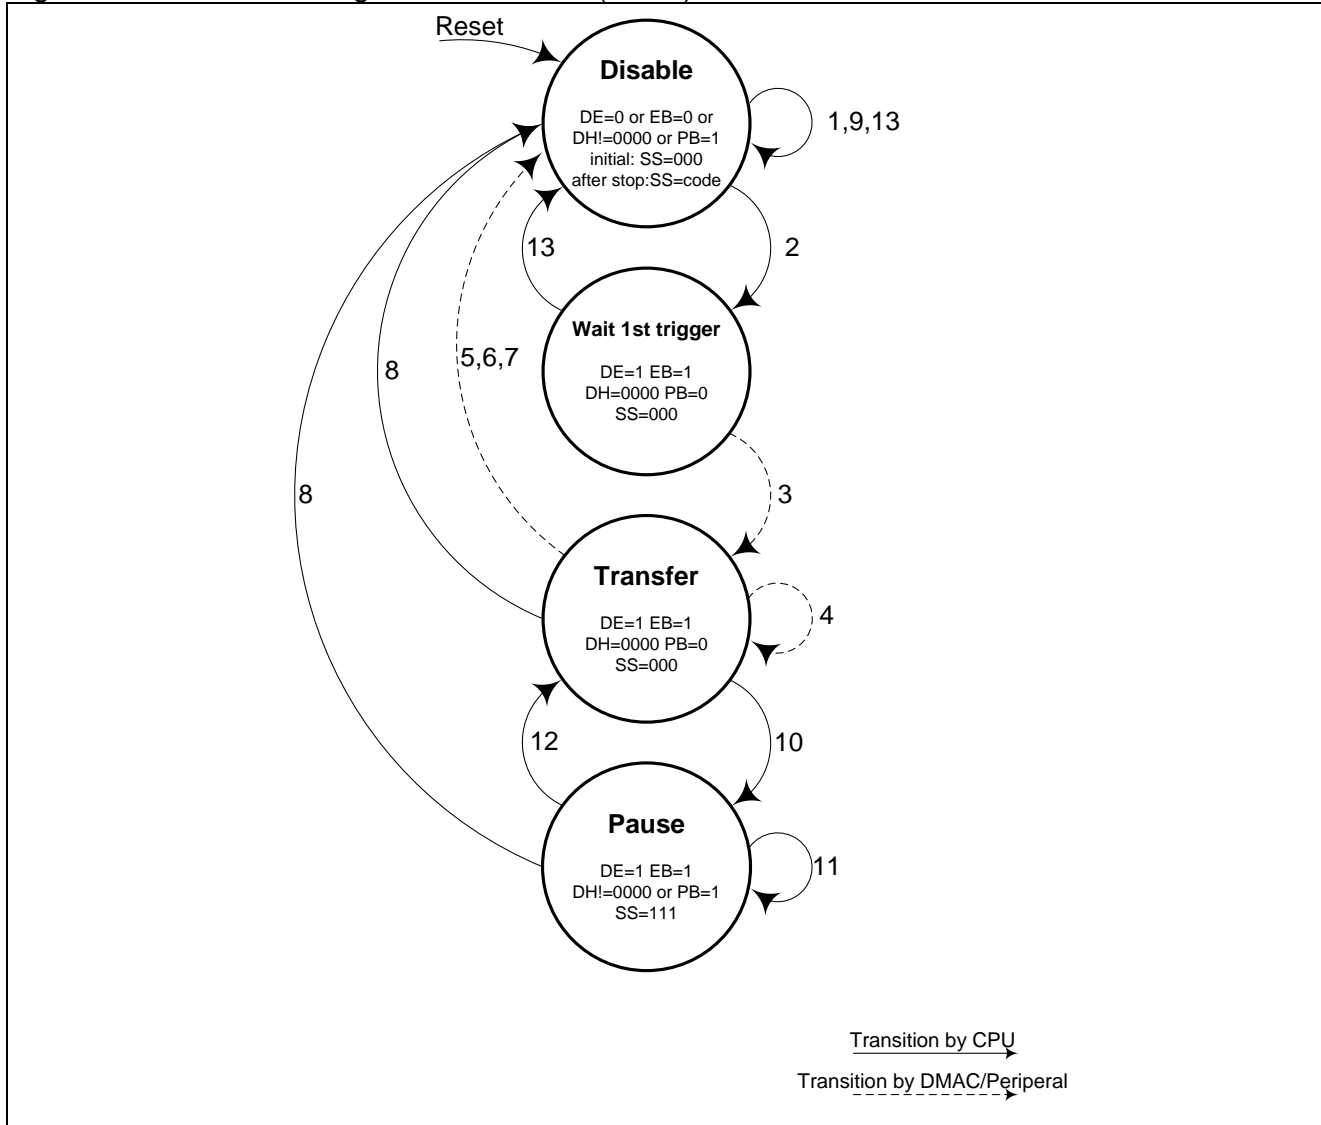 Reset
Disable
DE=0 or EB=0 or
DH!=0000 or PB=1
initial: SS=000
after stop:SS=code
1,9,13
13
2
Wait 1st trigger
DE=1 EB=1
DH=0000 PB=0
SS=000
5,6,7
8
8
3
Transfer
DE=1 EB=1
DH=0000 PB=0
SS=000
4
12
10
Pause
DE=1 EB=1
DH!=0000 or PB=1
SS=111
11
Transition by CPU
Transition by DMAC/Periperal